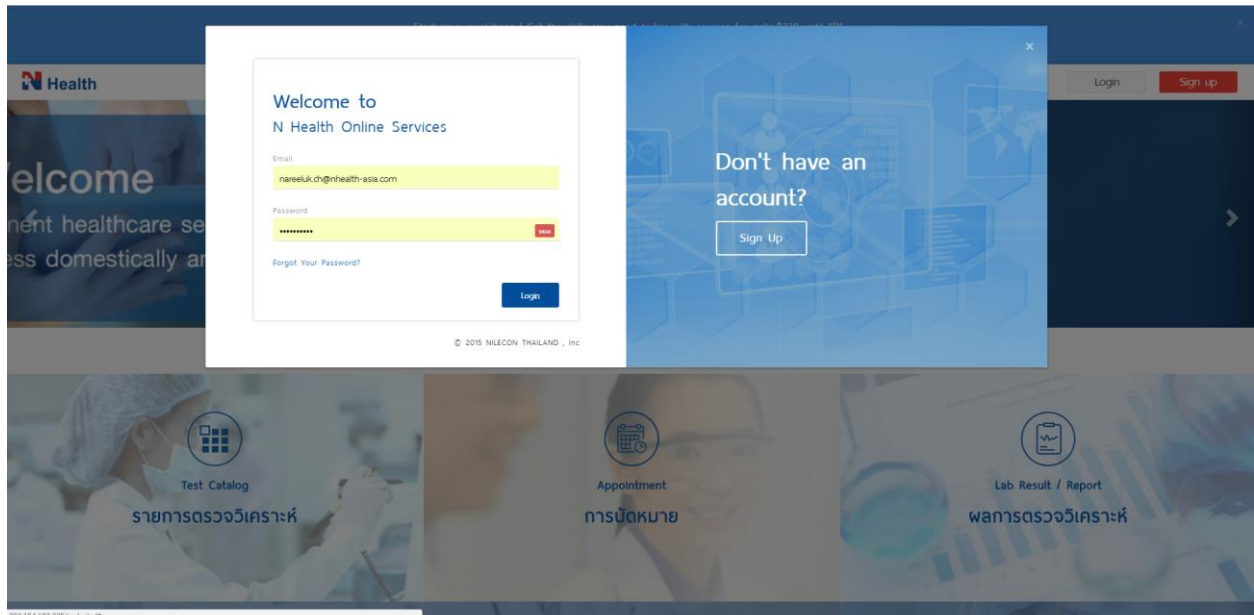 Health
Login
Sign up
Welcome to
N Health Online Services
Email
nareeluk.ch@nhealth-asia.com
Password
••••••••••
Forgot Your Password?
Login
© 2015 NILECON THAILAND , Inc
Don't have an
account?
Sign Up
elcome
nent healthcare se
ess domestically ar
Test Catalog
รายการตรวจวิเคราะห์
Appointment
การนัดหมาย
Lab Result / Report
ผลการตรวจวิเคราะห์